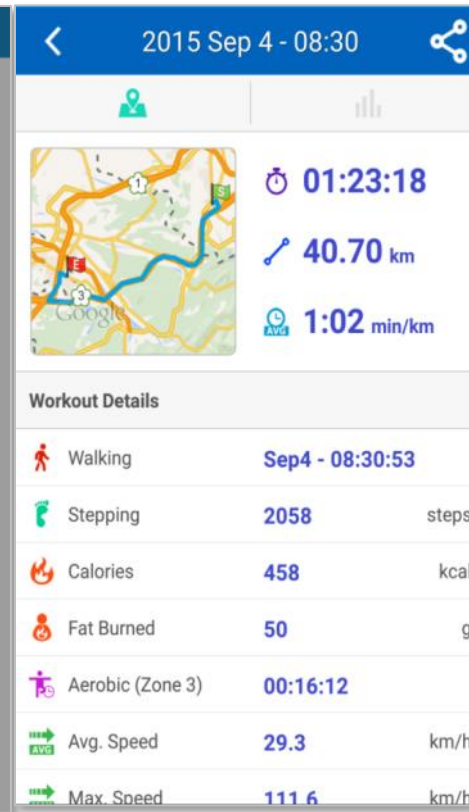 2015 Sep 4 - 08:30
1
S
E
3
Google
01:23:18
40.70 km
AVG
1:02 min/km
Workout Details
Walking Sep4 - 08:30:53
Stepping 2058 steps
Calories 458 kcal
Fat Burned 50 g
Aerobic (Zone 3) 00:16:12
AVG Avg. Speed 29.3 km/h
Max. Speed 111.6 km/h